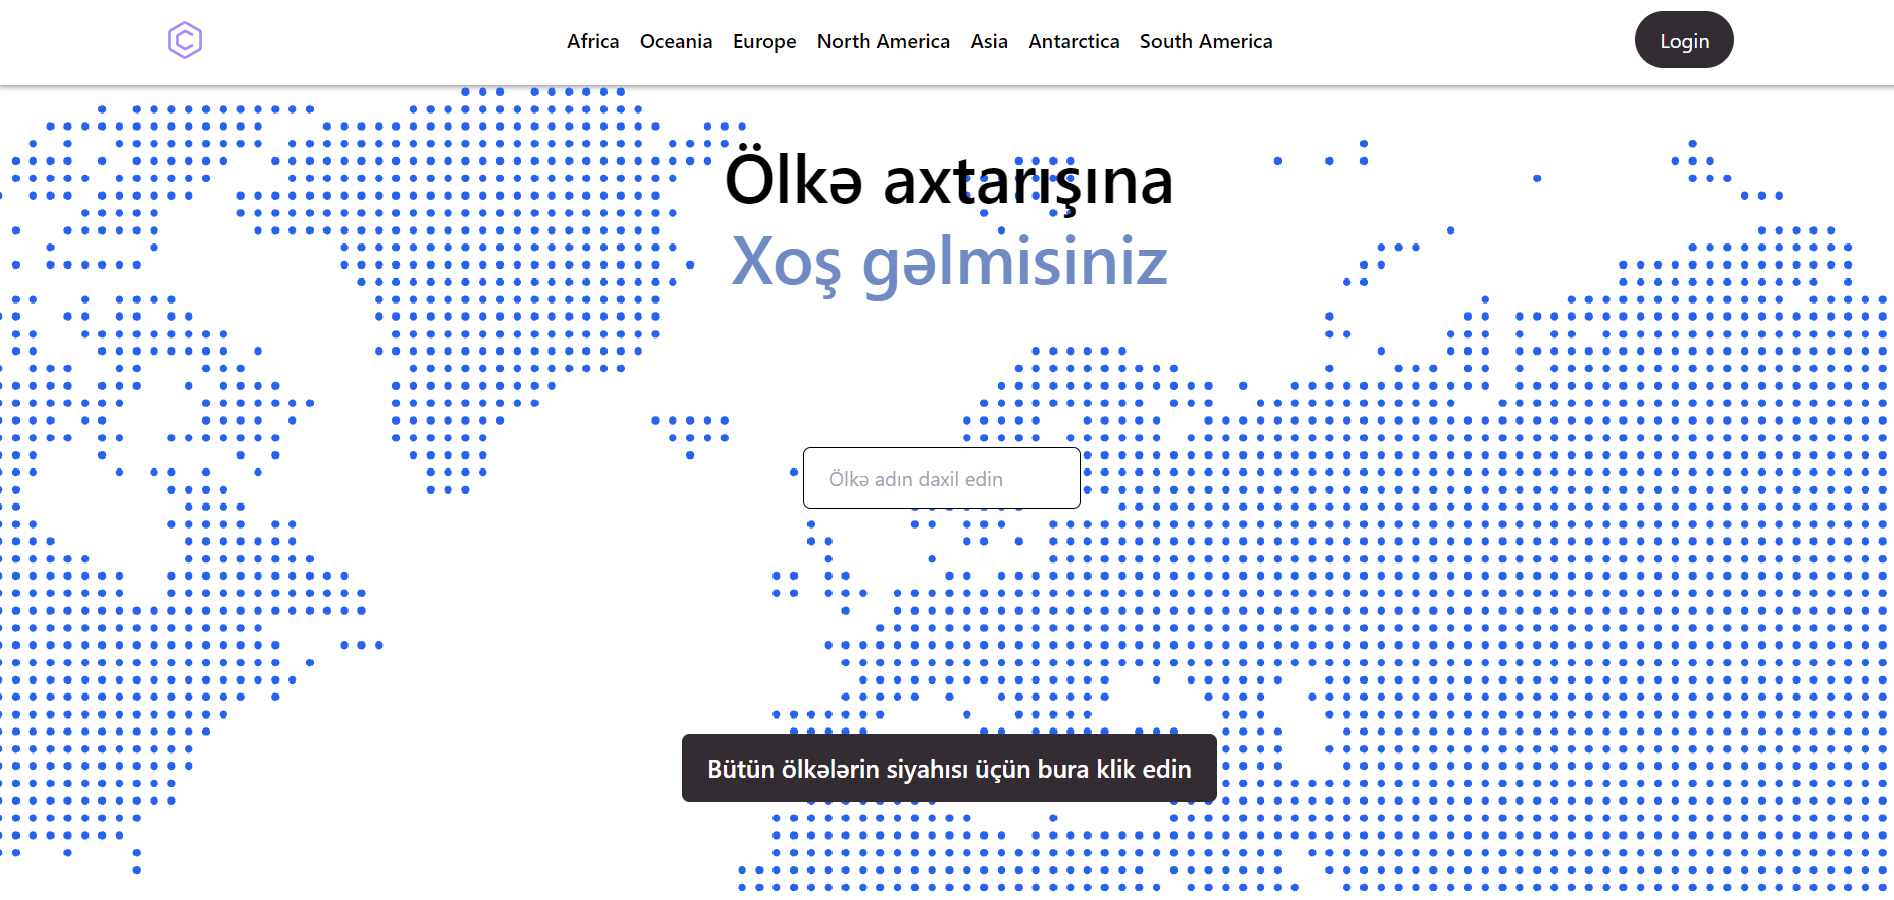 Africa Oceania Europe North America Asia Antarctica South America Login
Ölkə axtarışına
Xoş gəlmisiniz
Ölkə adın daxil edin
Bütün ölkələrin siyahısı üçün bura klik edin